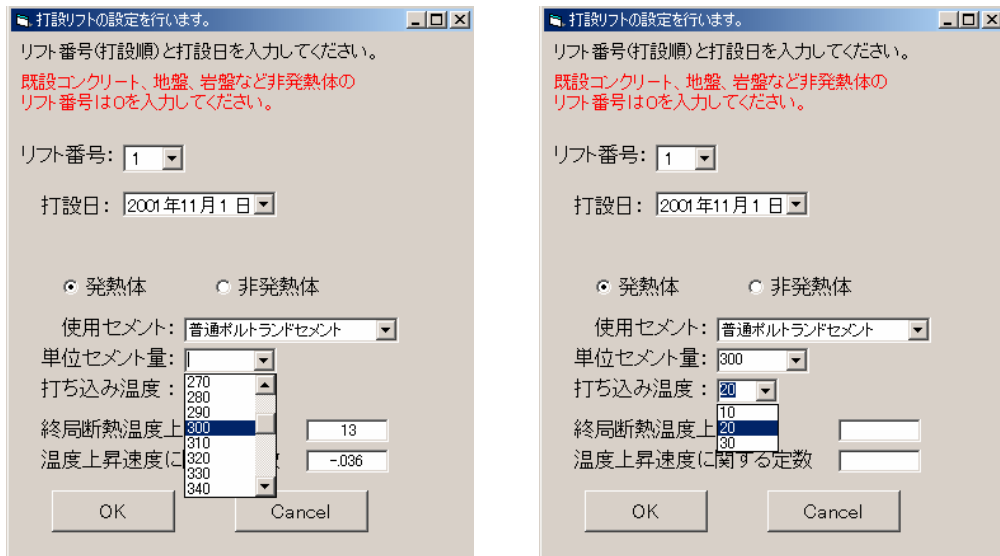 打設リフトの設定を行います。
リフト番号(打設順)と打設日を入力してください。
既設コンクリート、地盤、岩盤など非発熱体の
リフト番号は0を入力してください。
リフト番号: 1
打設日: 2001年11月 1 日
発熱体 非発熱体
使用セメント: 普通ポルトランドセメント
単位セメント量:
打ち込み温度:
270
280
290
300
310
320
330
340
終局断熱温度上 13
温度上昇速度に -.036
OK Cancel
打設リフトの設定を行います。
リフト番号(打設順)と打設日を入力してください。
既設コンクリート、地盤、岩盤など非発熱体の
リフト番号は0を入力してください。
リフト番号: 1
打設日: 2001年11月 1 日
発熱体 非発熱体
使用セメント: 普通ポルトランドセメント
単位セメント量: 300
打ち込み温度: 20
10
20
30
終局断熱温度上
温度上昇速度に関する定数
OK Cancel